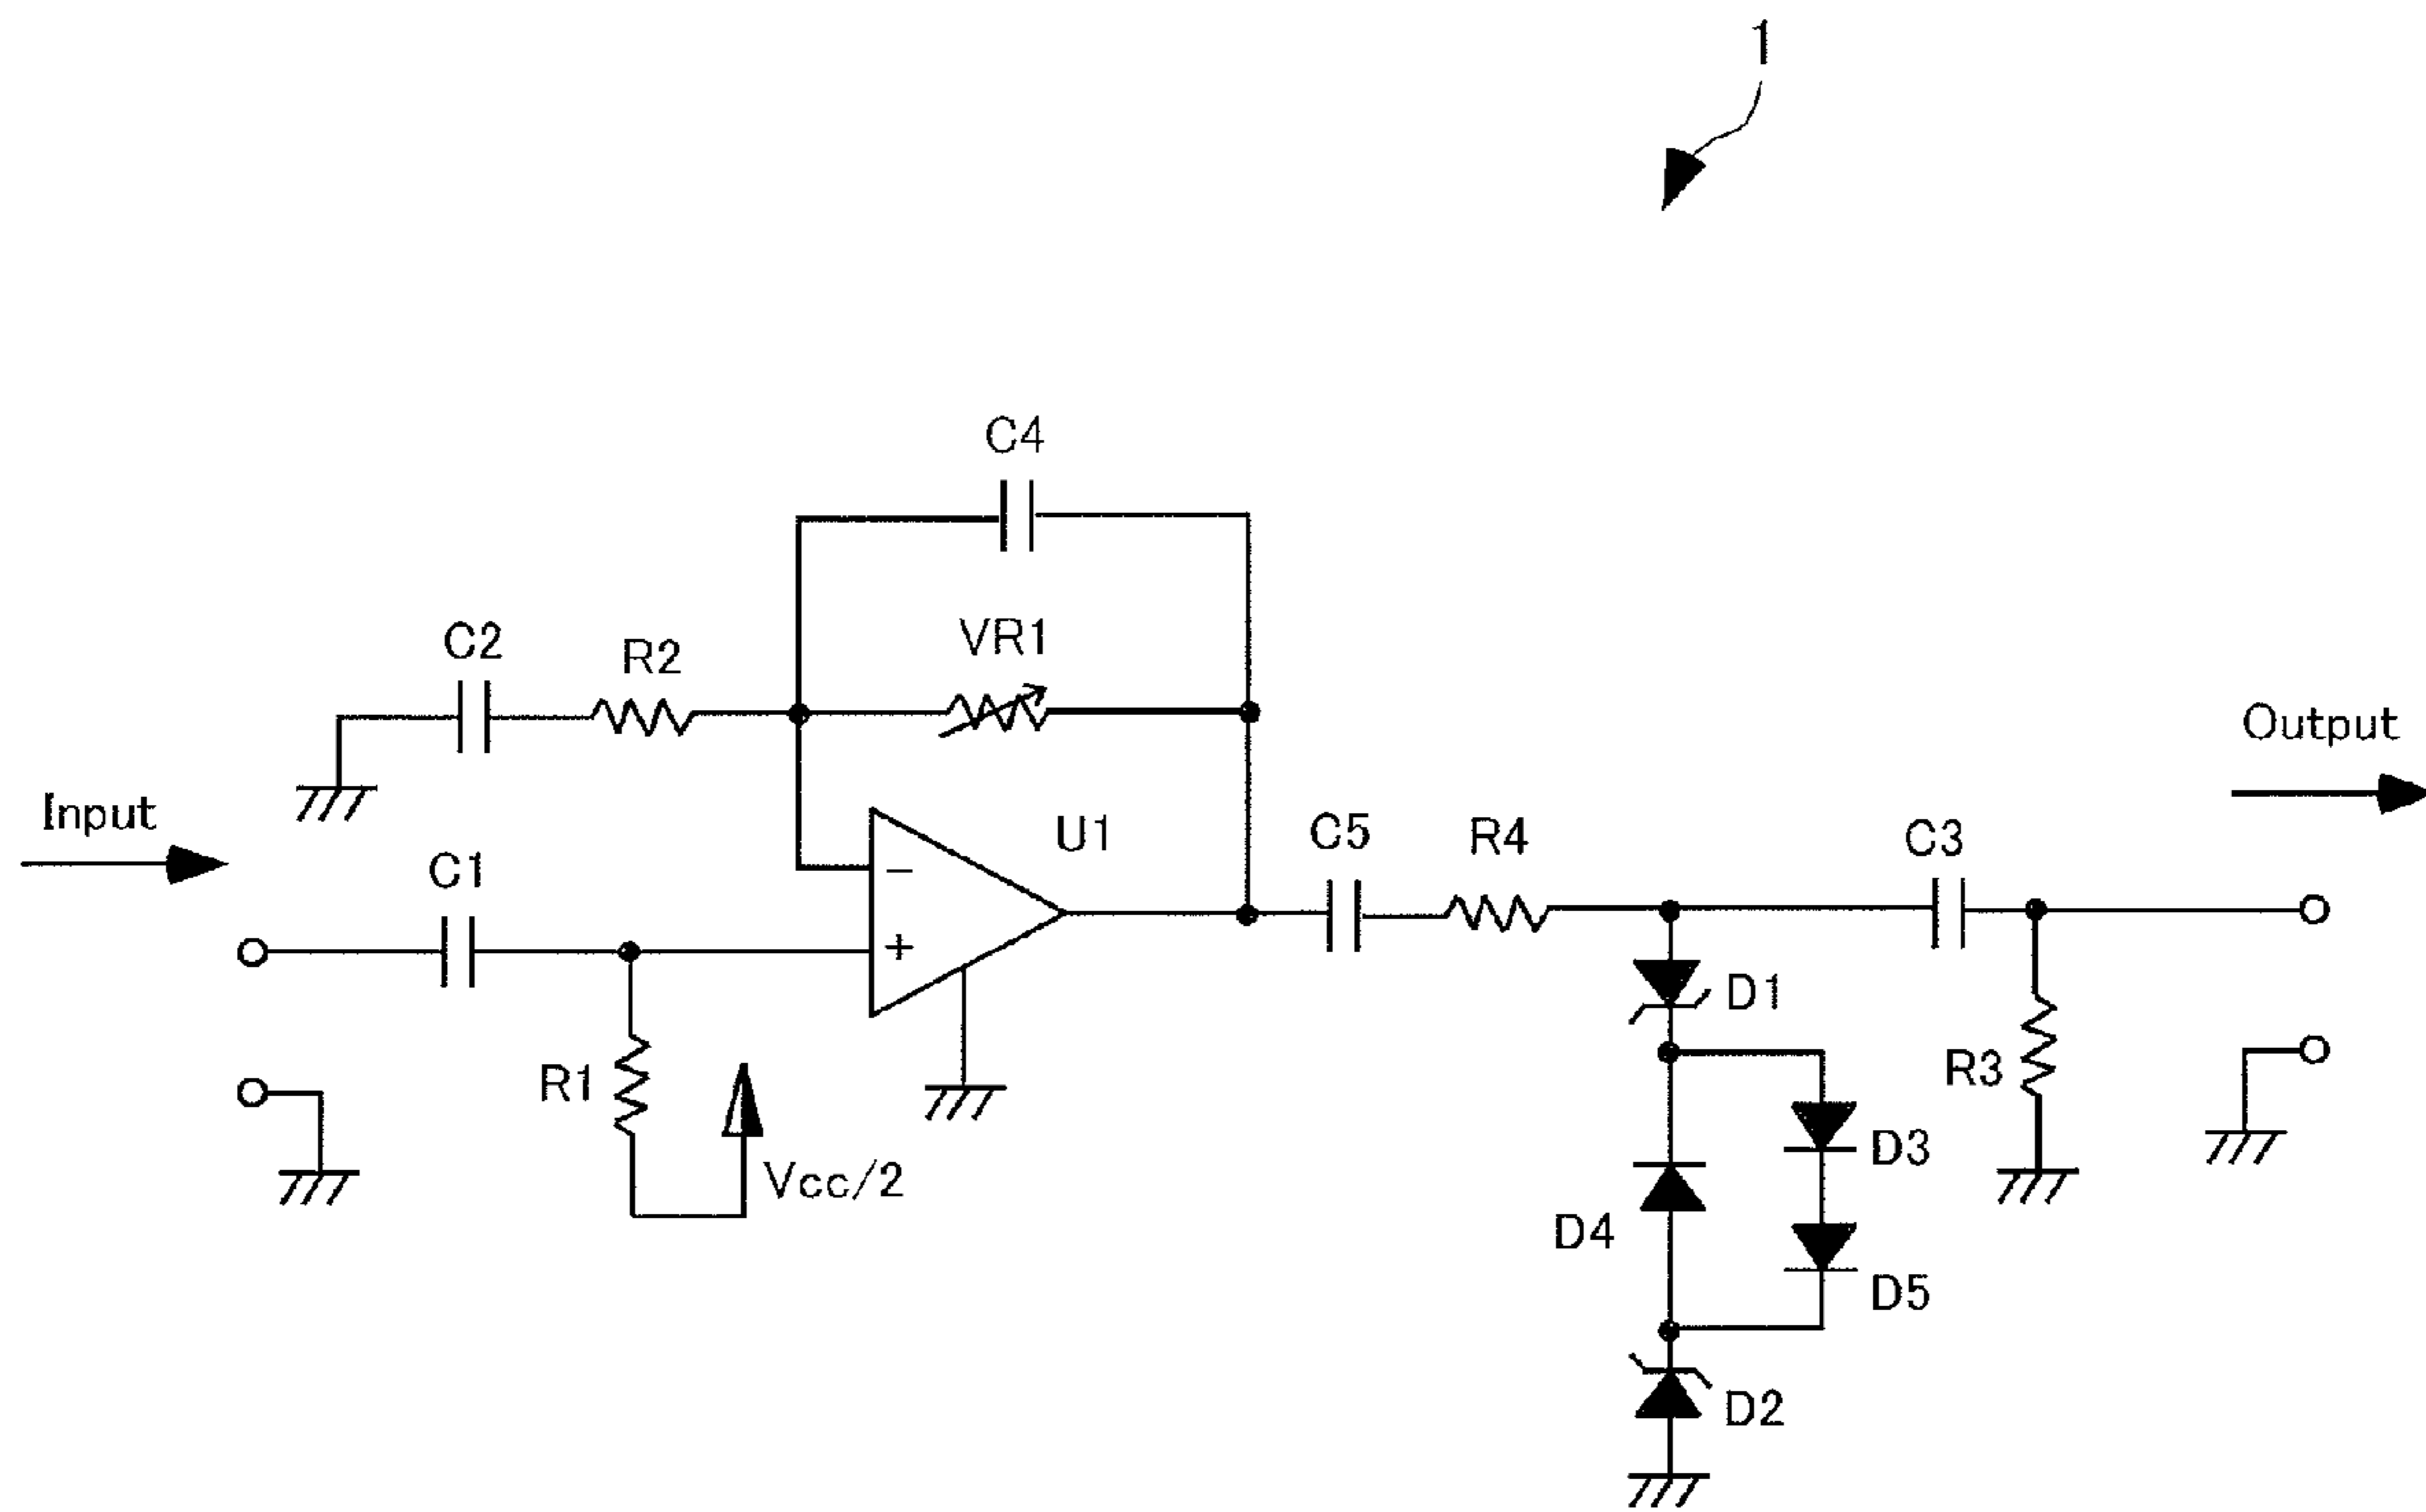 1
C4
C2
R2
VR1
Output
Input
C1
U1
C5
R4
C3
−
+
D1
R1
R3
Vcc/2
D3
D4
D5
D2